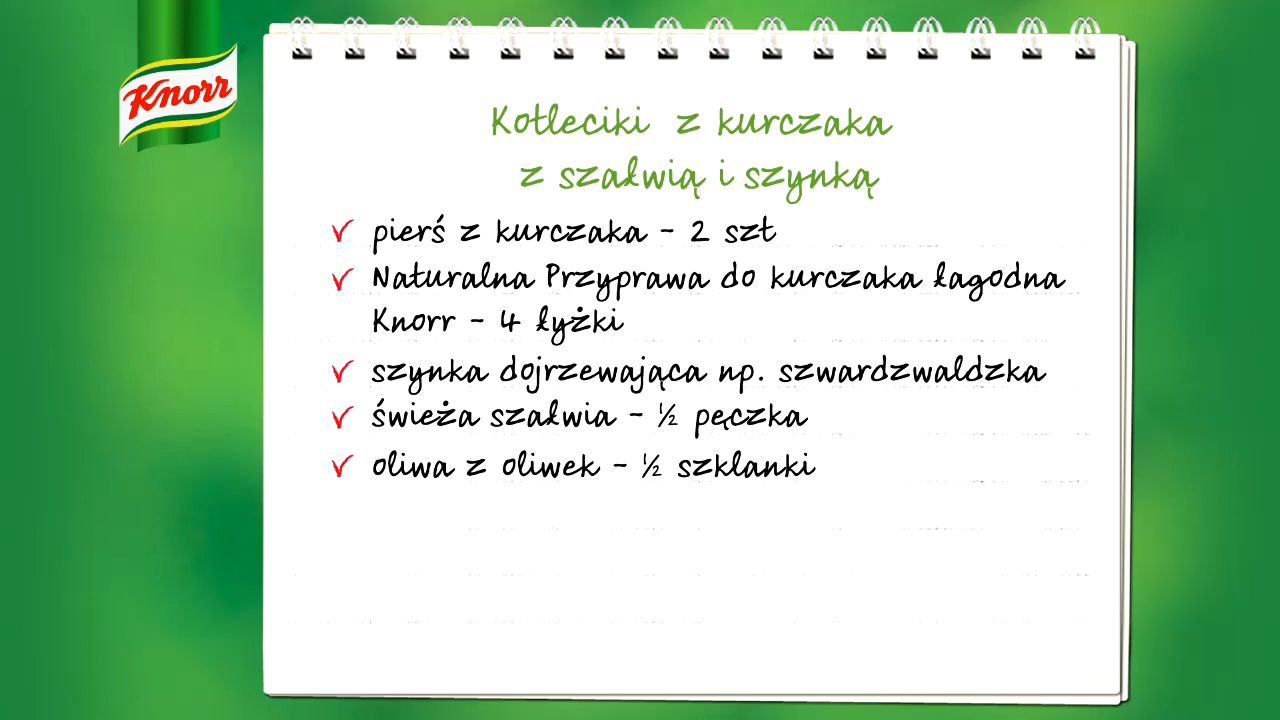 Knorr
Kotleciki z kurczaka
z szałwią i szynką
pierś z kurczaka - 2 szt
Naturalna Przyprawa do kurczaka łagodna
Knorr - 4 łyżki
szynka dojrzewająca np. szwardzwaldzka
świeża szałwia - ½ pęczka
oliwa z oliwek - ½ szklanki